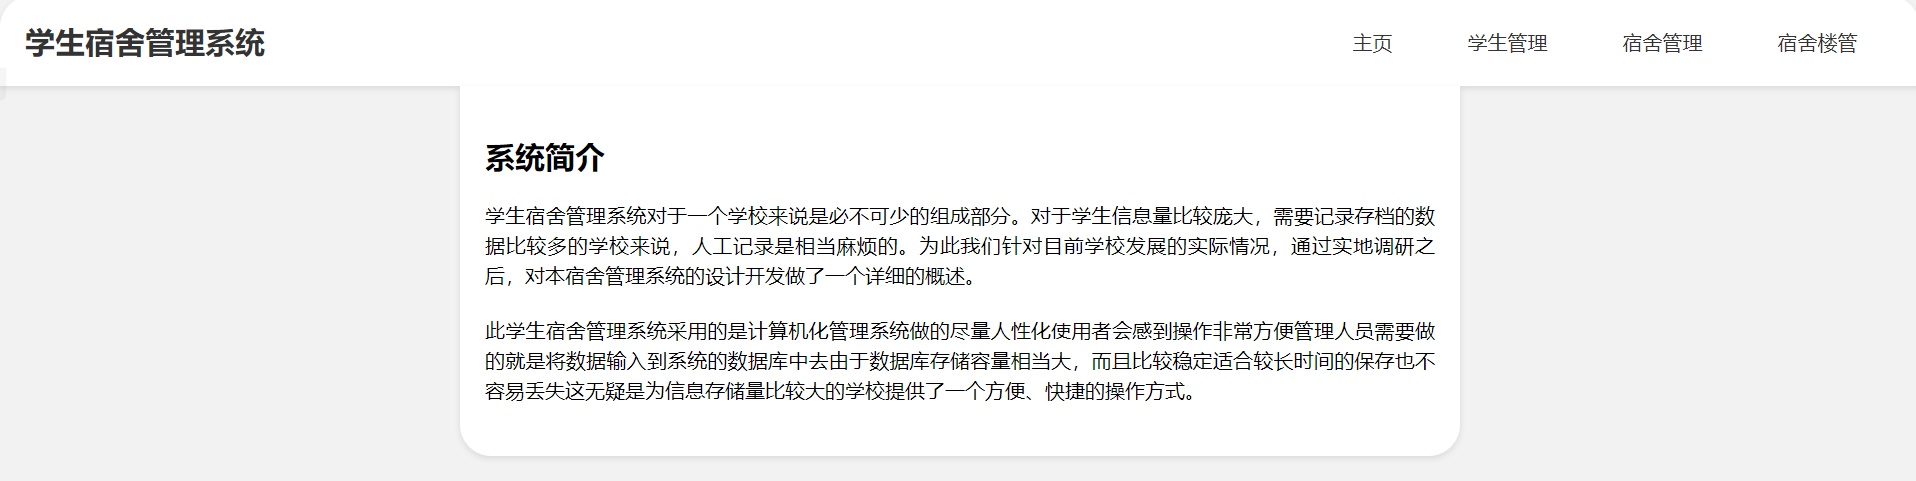 学生宿舍管理系统
主页
学生管理
宿舍管理
宿舍楼管
系统简介
学生宿舍管理系统对于一个学校来说是必不可少的组成部分。对于学生信息量比较庞大，需要记录存档的数
据比较多的学校来说，人工记录是相当麻烦的。为此我们针对目前学校发展的实际情况，通过实地调研之
后，对本宿舍管理系统的设计开发做了一个详细的概述。
此学生宿舍管理系统采用的是计算机化管理系统做的尽量人性化使用者会感到操作非常方便管理人员需要做
的就是将数据输入到系统的数据库中去由于数据库存储容量相当大，而且比较稳定适合较长时间的保存也不
容易丢失这无疑是为信息存储量比较大的学校提供了一个方便、快捷的操作方式。